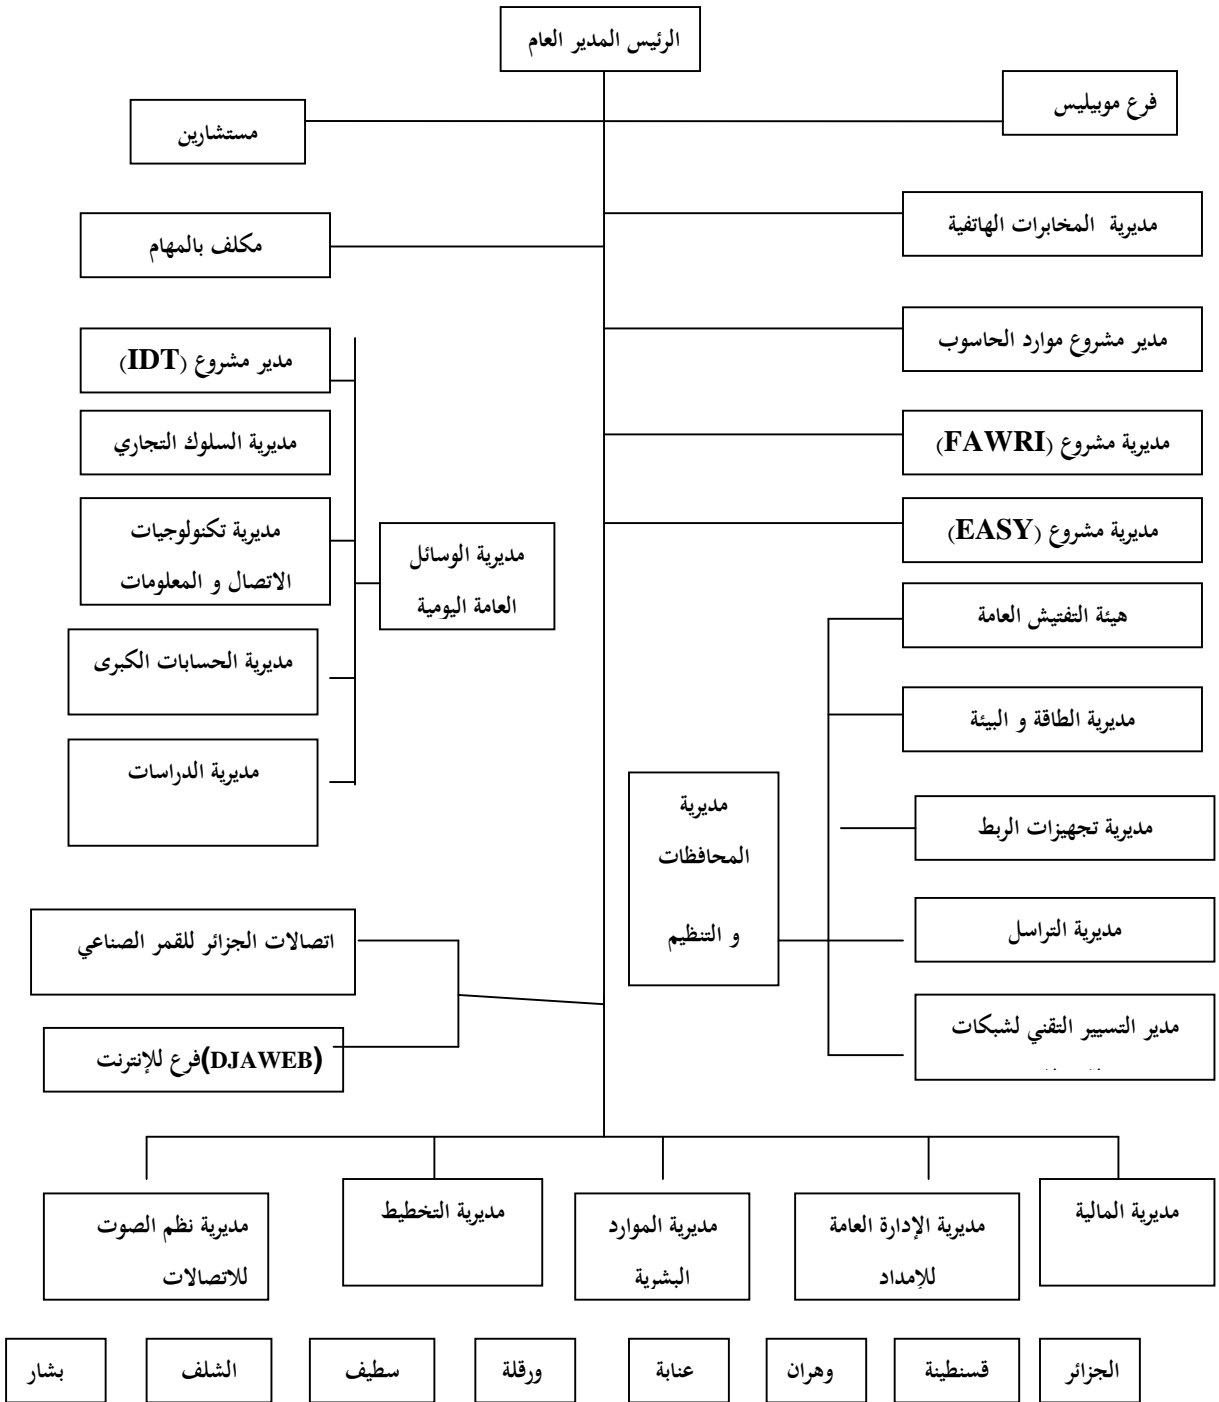 الرئيس المدير العام
فرع موبيليس
مستشارين
مديرية المخابرات الهاتفية
مكلف بالمهام
مدير مشروع موارد الحاسوب
مدير مشروع (IDT)
مديرية مشروع (FAWRI)
مديرية السلوك التجاري
مديرية مشروع (EASY)
مديرية تكنولوجيات
الاتصال و المعلومات
مديرية الوسائل
العامة اليومية
هيئة التفتيش العامة
مديرية الحسابات الكبرى
مديرية الطاقة و البيئة
مديرية الدراسات
مديرية
المحافظات
و التنظيم
مديرية تجهيزات الربط
مديرية التراسل
اتصالات الجزائر للقمر الصناعي
مدير التسيير التقني لشبكات
(DJAWEB)فرع للإنترنت
مديرية المالية
مديرية الإدارة العامة
للإمداد
مديرية الموارد
البشرية
مديرية التخطيط
مديرية نظم الصوت
للاتصالات
الجزائر
قسنطينة
وهران
عنابة
ورقلة
سطيف
الشلف
بشار